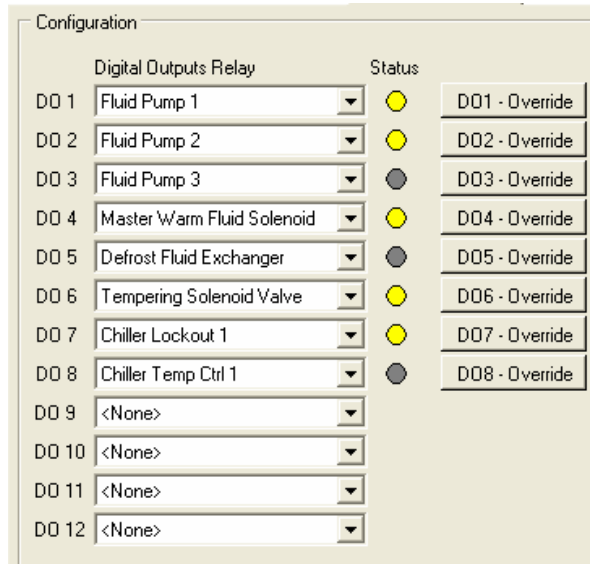 Configuration
Digital Outputs Relay Status
DO 1 Fluid Pump 1 DO1 - Override
DO 2 Fluid Pump 2 DO2 - Override
DO 3 Fluid Pump 3 DO3 - Override
DO 4 Master Warm Fluid Solenoid DO4 - Override
DO 5 Defrost Fluid Exchanger DO5 - Override
DO 6 Tempering Solenoid Valve DO6 - Override
DO 7 Chiller Lockout 1 DO7 - Override
DO 8 Chiller Temp Ctrl 1 DO8 - Override
DO 9 <None>
DO 10 <None>
DO 11 <None>
DO 12 <None>